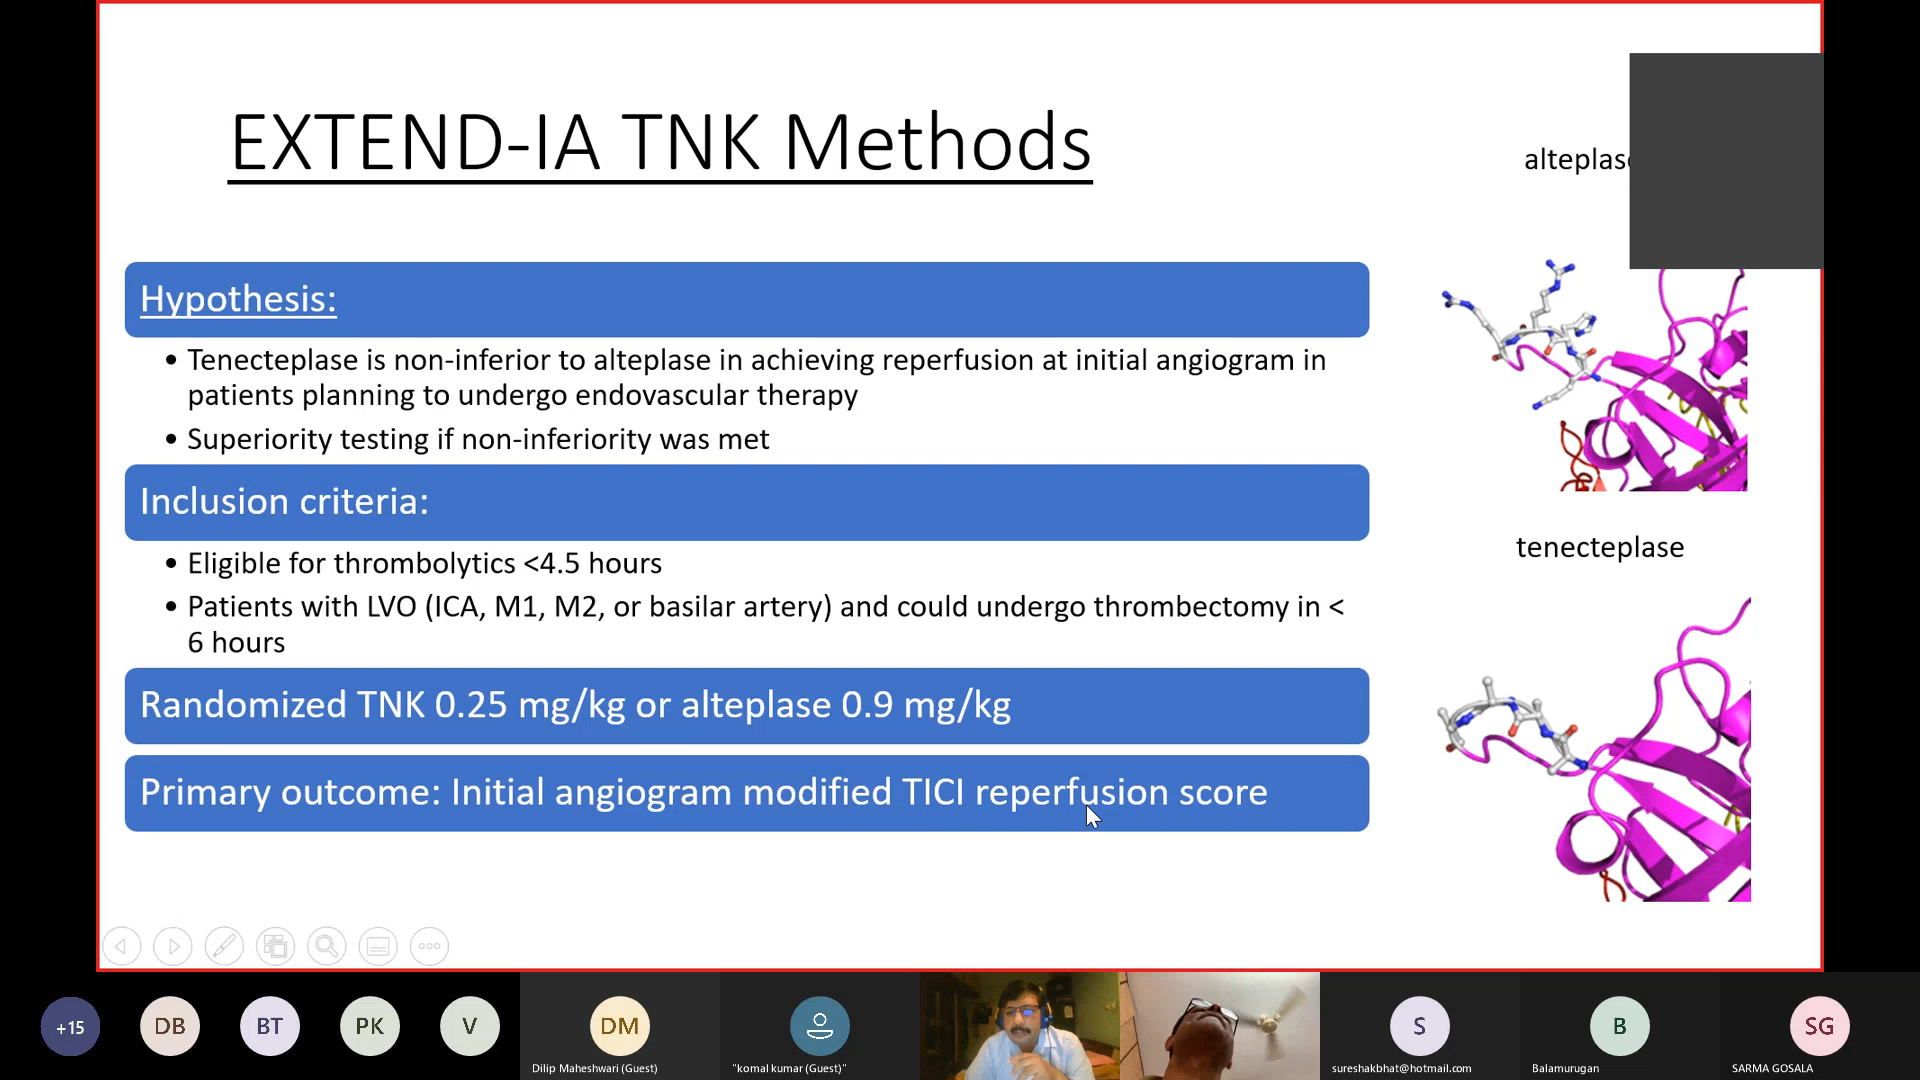 EXTEND-IA TNK Methods
alteplase
Hypothesis:
• Tenecteplase is non-inferior to alteplase in achieving reperfusion at initial angiogram in
patients planning to undergo endovascular therapy
• Superiority testing if non-inferiority was met
Inclusion criteria:
• Eligible for thrombolytics <4.5 hours
• Patients with LVO (ICA, M1, M2, or basilar artery) and could undergo thrombectomy in <
6 hours
Randomized TNK 0.25 mg/kg or alteplase 0.9 mg/kg
Primary outcome: Initial angiogram modified TICI reperfusion score
tenecteplase
+15
DB
BT
PK
V
DM
Dilip Maheshwari (Guest)
"komal kumar (Guest)"
S
sureshakbhat@hotmail.com
B
Balamurugan
SG
SARMA GOSALA